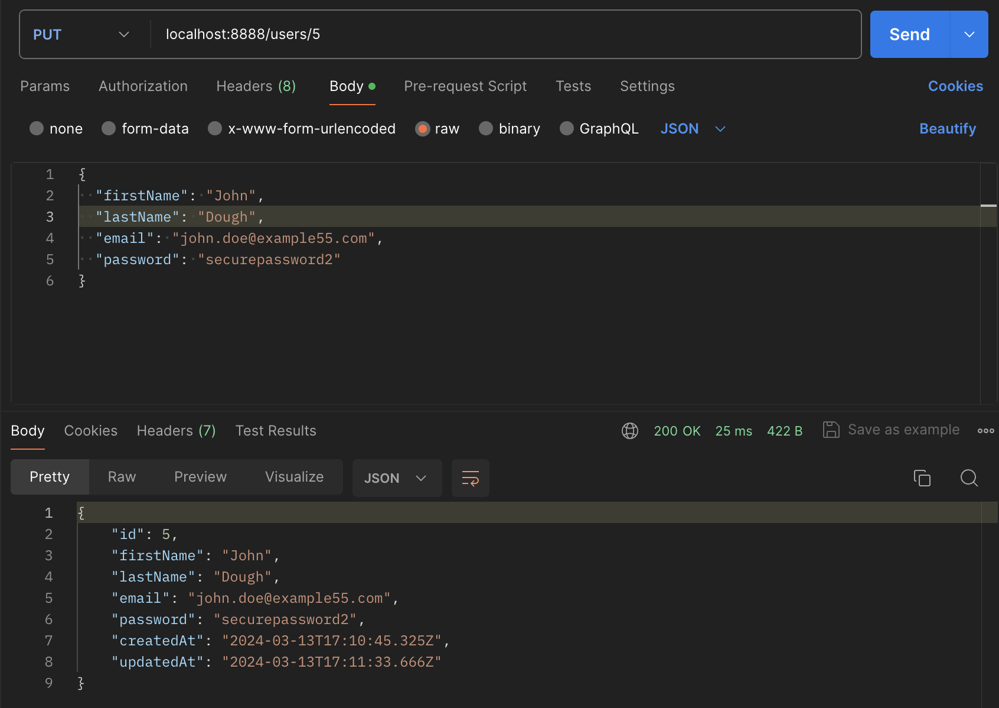 PUT localhost:8888/users/5 Send
Params Authorization Headers (8) Body Pre-request Script Tests Settings Cookies
none form-data x-www-form-urlencoded raw binary GraphQL JSON Beautify
1 {
2 "firstName": "John",
3 "lastName": "Dough",
4 "email": "john.doe@example55.com",
5 "password": "securepassword2"
6 }
Body Cookies Headers (7) Test Results 200 OK 25 ms 422 B Save as example
Pretty Raw Preview Visualize JSON
1 {
2 "id": 5,
3 "firstName": "John",
4 "lastName": "Dough",
5 "email": "john.doe@example55.com",
6 "password": "securepassword2",
7 "createdAt": "2024-03-13T17:10:45.325Z",
8 "updatedAt": "2024-03-13T17:11:33.666Z"
9 }